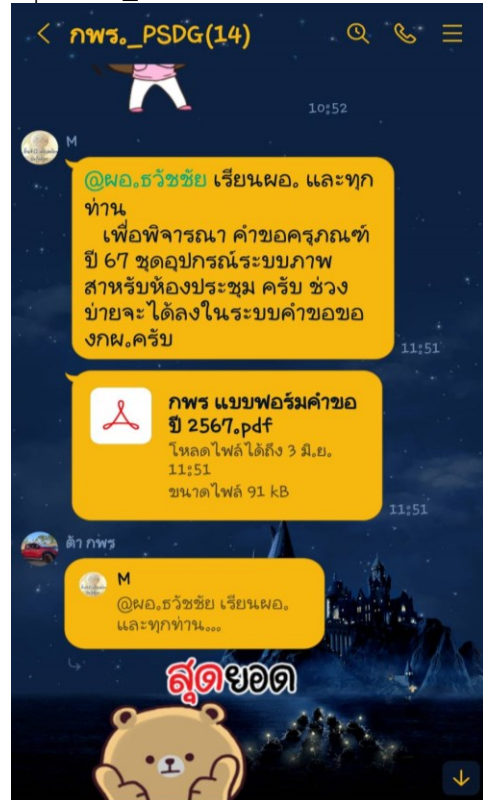 กพร._PSDG(14)
10:52
M
@ผอ.ธวัชชัย เรียนผอ. และทุก
ท่าน
เพื่อพิจารณา คำขอครุภณฑ์
ปี 67 ชุดอุปกรณ์ระบบภาพ
สาหรับห้องประชุม ครับ ช่วง
บ่ายจะได้ลงในระบบคำขอขอ
งกผ.ครับ
11:51
กพร แบบฟอร์มคำขอ
ปี 2567.pdf
โหลดไฟล์ได้ถึง 3 มิ.ย.
11:51
ขนาดไฟล์ 91 kB
11:51
ต้า กพร
M
@ผอ.ธวัชชัย เรียนผอ.
และทุกท่าน...
สุดยอด